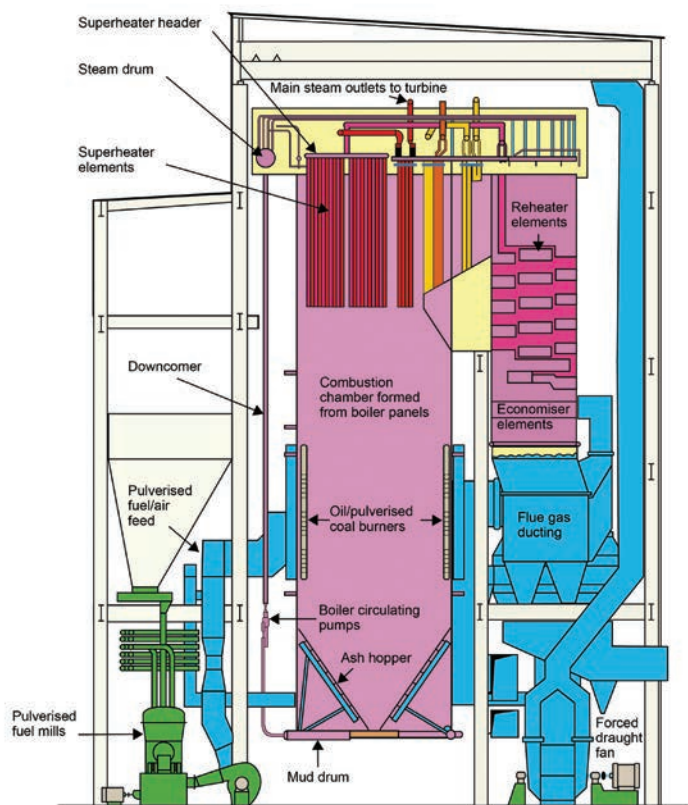 Superheater header
Steam drum
Main steam outlets to turbine
Superheater
elements
Reheater
elements
Downcomer
Combustion
chamber formed
from boiler panels
Economiser
elements
Pulverised
fuel/air
feed
Oil/pulverised
coal burners
Flue gas
ducting
Boiler circulating
pumps
Ash hopper
Pulverised
fuel mills
Mud drum
Forced
draught
fan